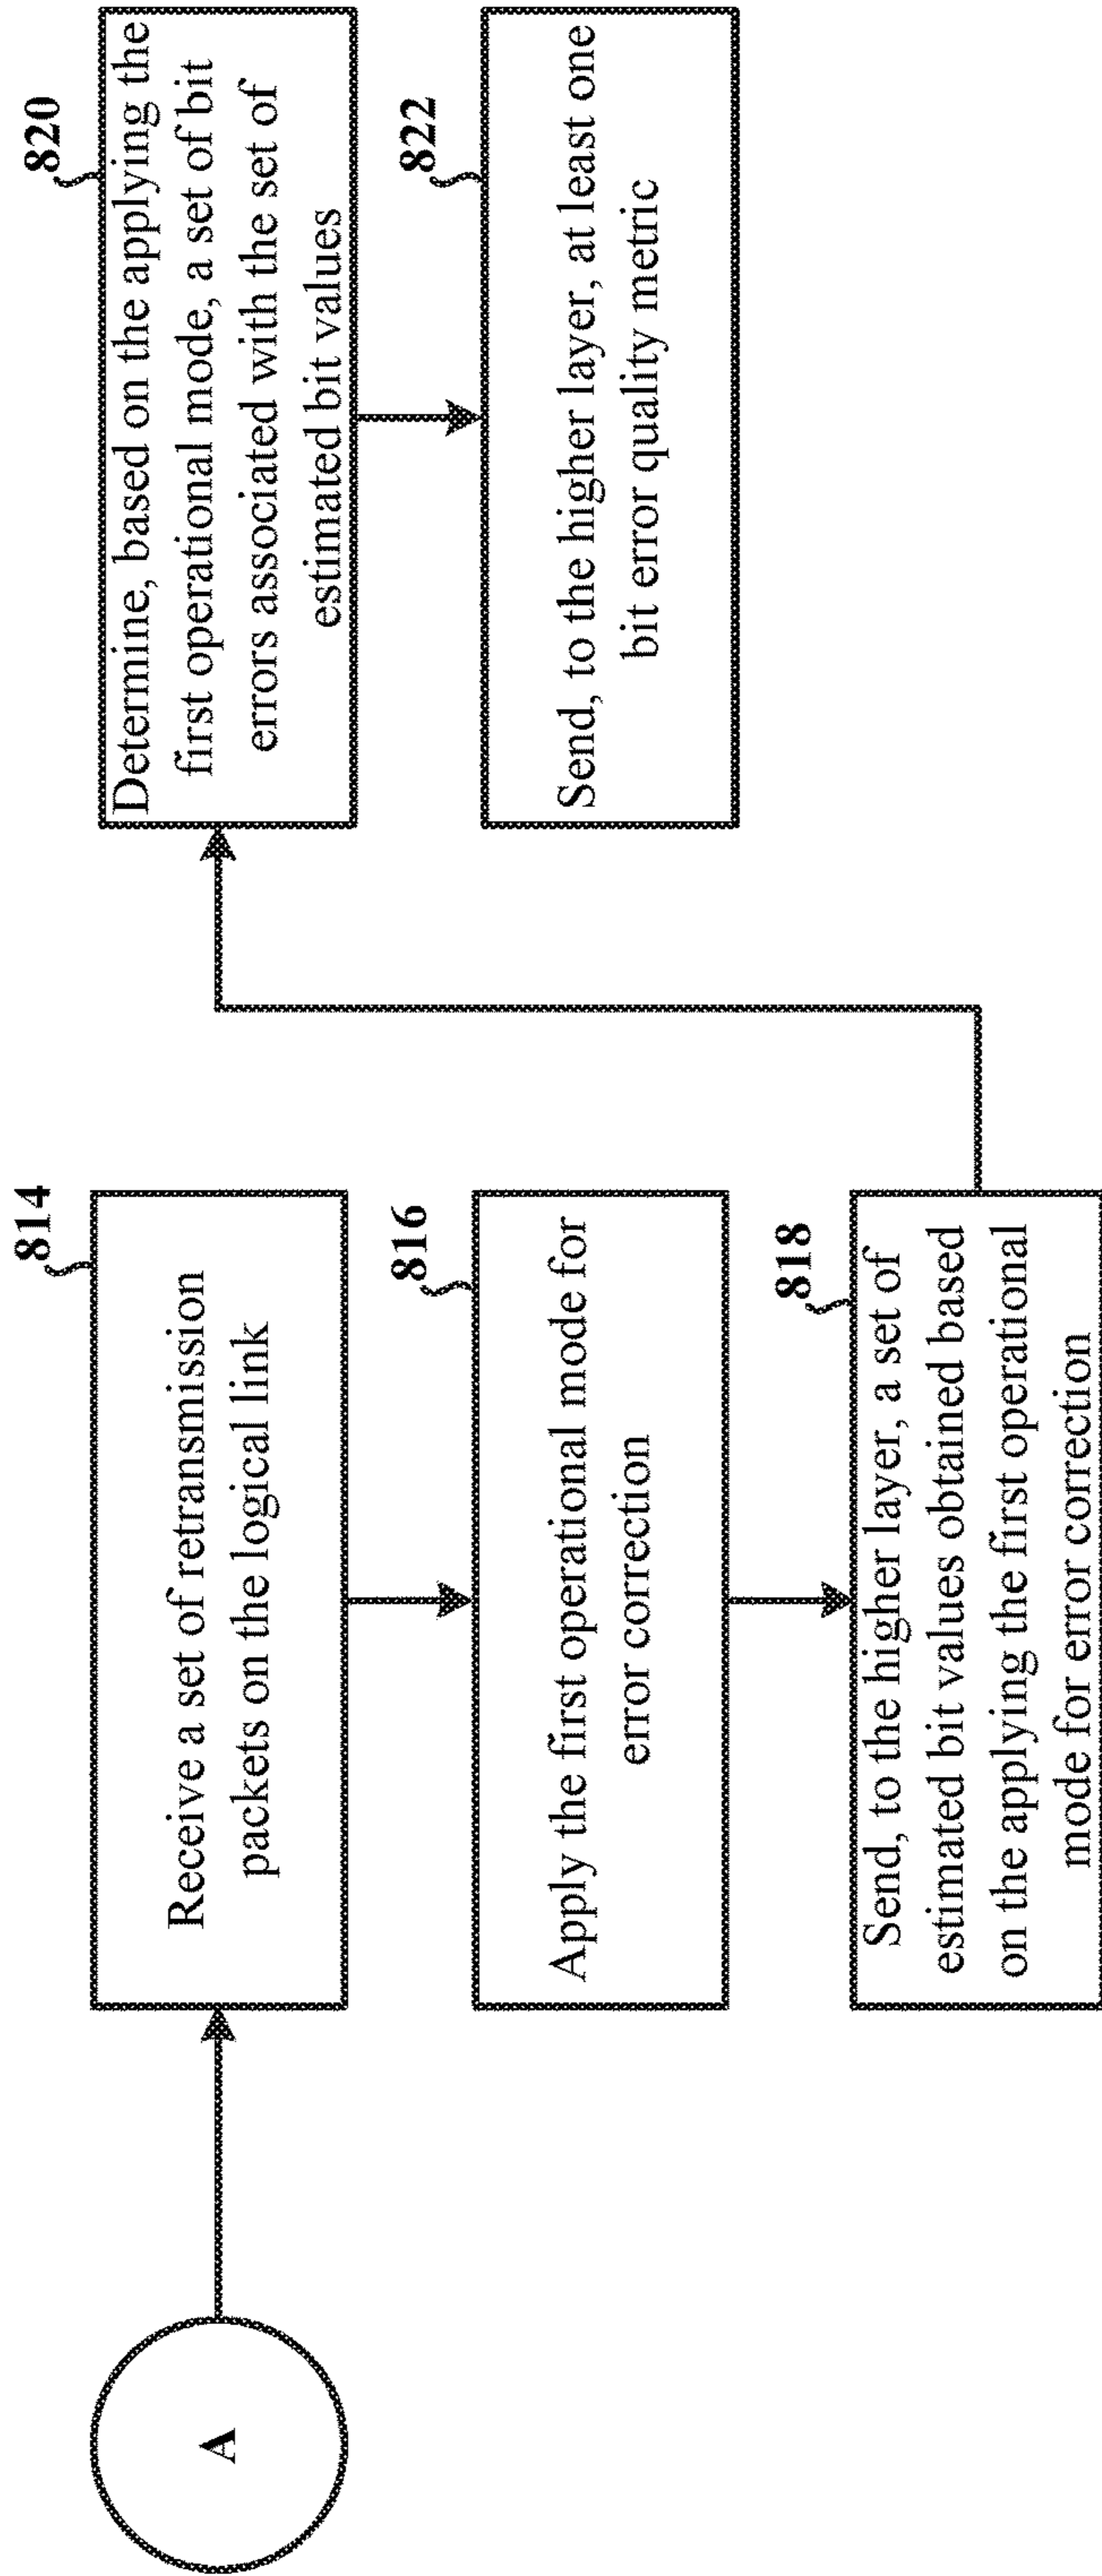 A
814
Receive a set of retransmission
packets on the logical link
816
Apply the first operational mode for
error correction
818
Send, to the higher layer, a set of
estimated bit values obtained based
on the applying the first operational
mode for error correction
820
Determine, based on the applying the
first operational mode, a set of bit
errors associated with the set of
estimated bit values
822
Send, to the higher layer, at least one
bit error quality metric